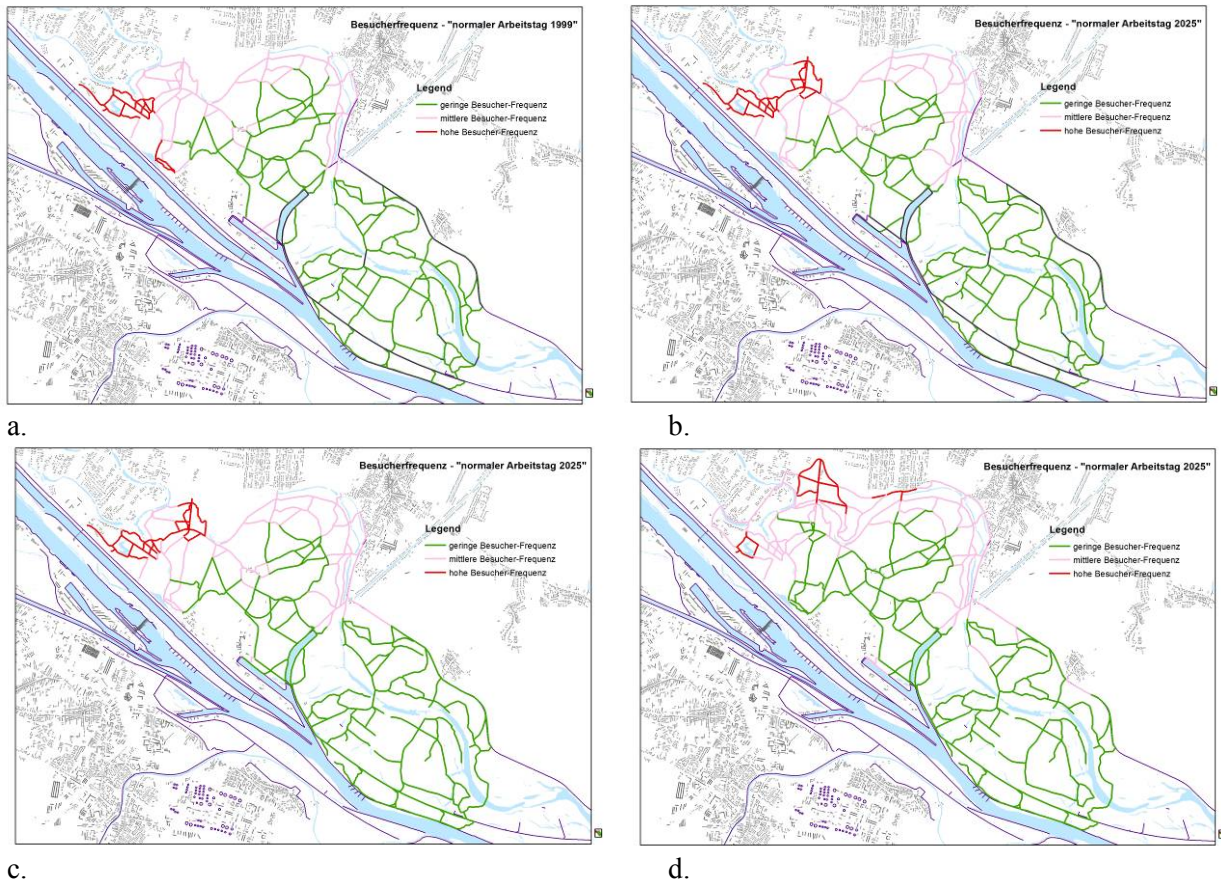 Besucherfrequenz - "normaler Arbeitstag 1999"
Legend
geringe Besucher-Frequenz
mittlere Besucher-Frequenz
hohe Besucher-Frequenz
a.
Besucherfrequenz - "normaler Arbeitstag 2025"
Legend
geringe Besucher-Frequenz
mittlere Besucher-Frequenz
hohe Besucher-Frequenz
b.
Besucherfrequenz - "normaler Arbeitstag 2025"
Legend
geringe Besucher-Frequenz
mittlere Besucher-Frequenz
hohe Besucher-Frequenz
c.
Besucherfrequenz - "normaler Arbeitstag 2025"
Legend
geringe Besucher-Frequenz
mittlere Besucher-Frequenz
hohe Besucher-Frequenz
d.